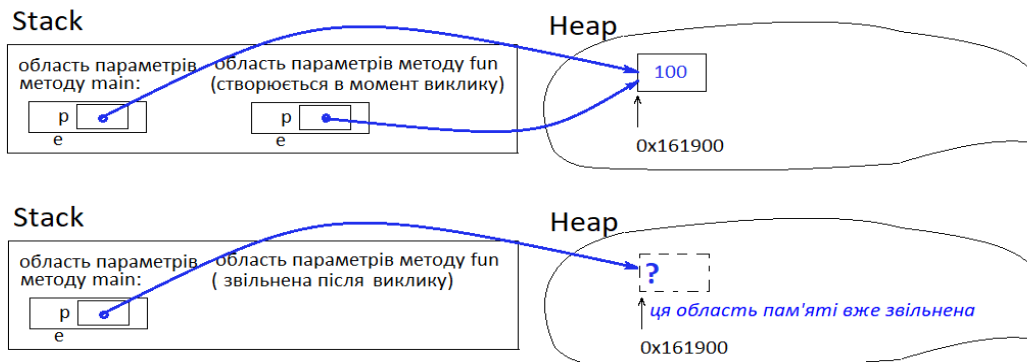 Stack
Heap
область параметрів
методу main:
область параметрів методу fun
(створюється в момент виклику)
p
e
p
e
100
0x161900
Stack
Heap
область параметрів
методу main:
область параметрів методу fun
( звільнена після виклику)
p
e
?
ця область пам'яті вже звільнена
0x161900